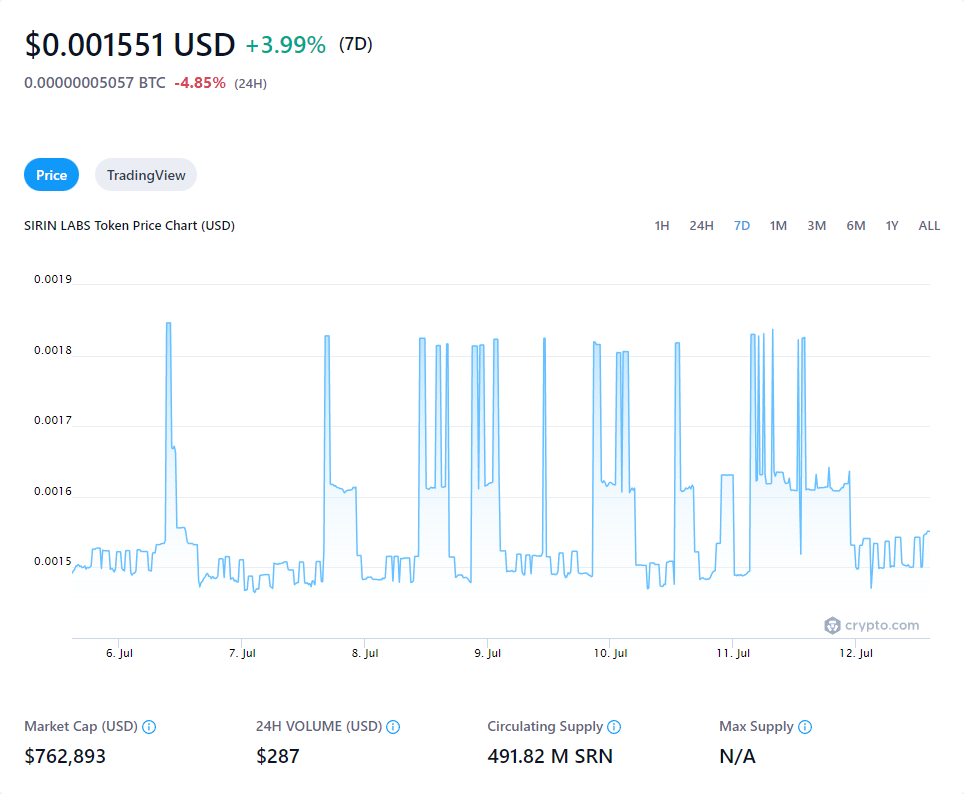 $0.001551 USD +3.99% (7D)
0.00000005057 BTC -4.85% (24H)
Price TradingView
SIRIN LABS Token Price Chart (USD) 1H 24H 7D 1M 3M 6M 1Y ALL
0.0019
0.0018
0.0017
0.0016
0.0015
crypto.com
6. Jul 7. Jul 8. Jul 9. Jul 10. Jul 11. Jul 12. Jul
Market Cap (USD) 24H VOLUME (USD) Circulating Supply Max Supply
$762,893 $287 491.82 M SRN N/A